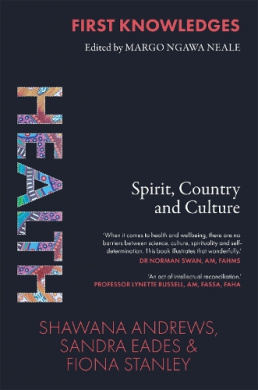 FIRST KNOWLEDGES
Edited by MARGO NGAWA NEALE
HEALTH
Spirit, Country
and Culture
'When it comes to health and wellbeing, there are no
barriers between science, culture, spirituality and self-
determination. This book illustrates that wonderfully.'
DR NORMAN SWAN, AM, FAHMS
'An act of intellectual reconciliation.'
PROFESSOR LYNETTE RUSSELL, AM, FASSA, FAHA
SHAWANA ANDREWS,
SANDRA EADES &
FIONA STANLEY